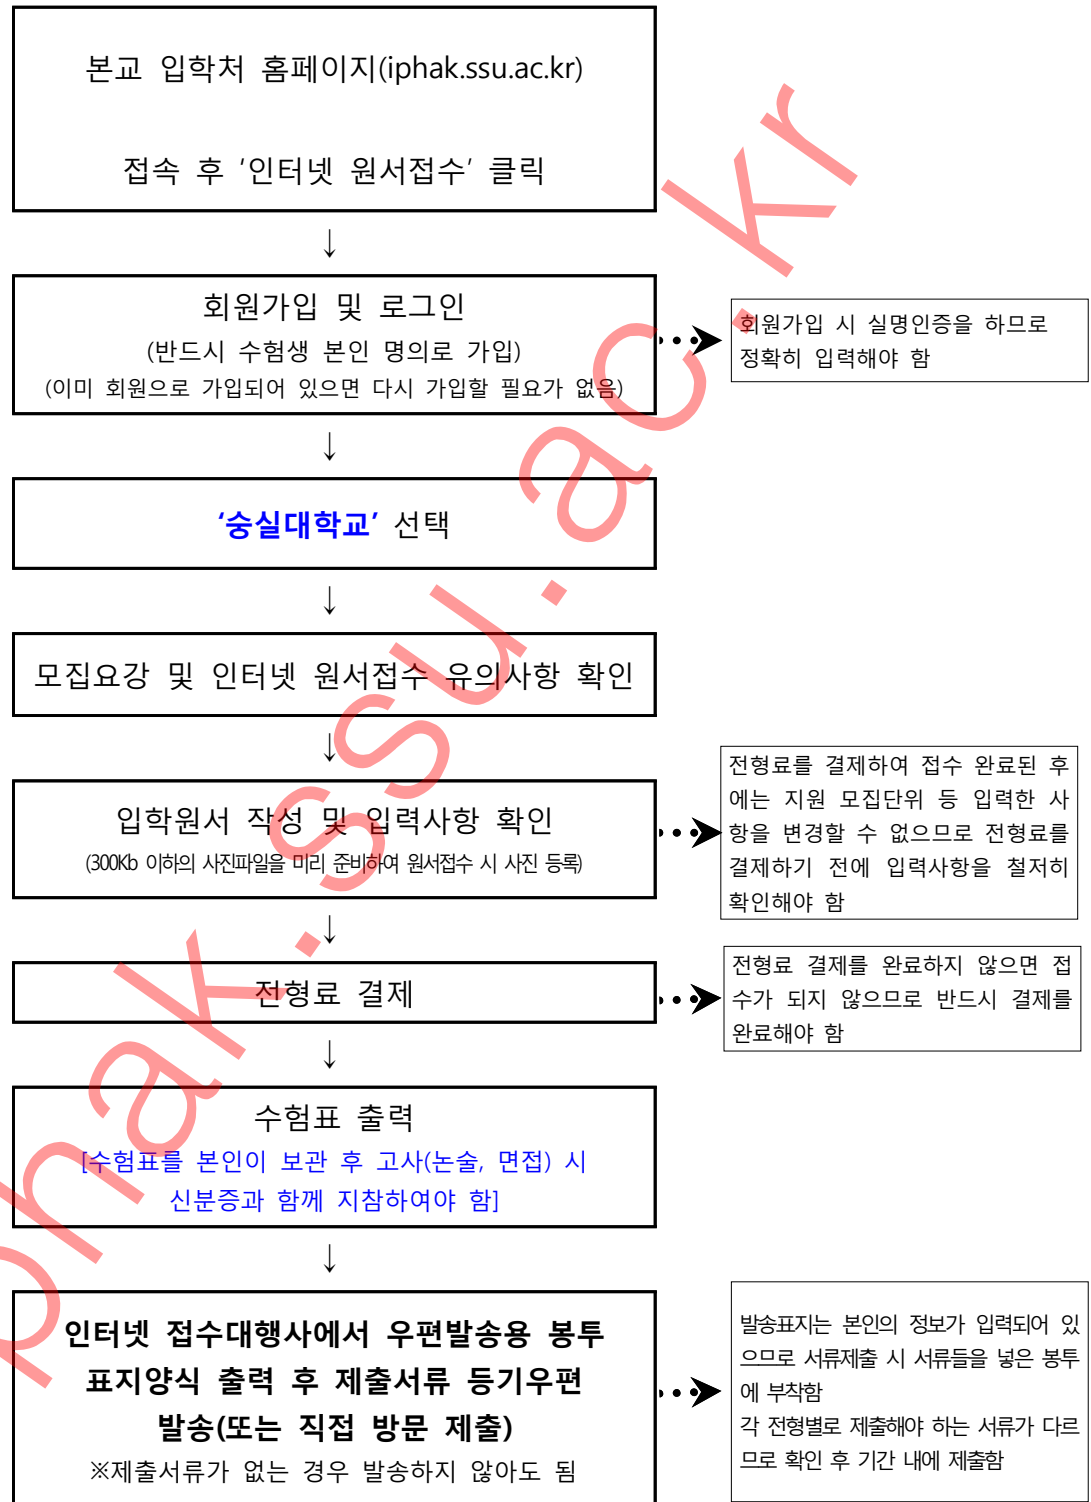 본교 입학처 홈페이지(iphak.ssu.ac.kr)
접속 후 '인터넷 원서접수' 클릭
↓
회원가입 및 로그인
(반드시 수험생 본인 명의로 가입)
(이미 회원으로 가입되어 있으면 다시 가입할 필요가 없음)
회원가입 시 실명인증을 하므로
정확히 입력해야 함
↓
'숭실대학교' 선택
↓
모집요강 및 인터넷 원서접수 유의사항 확인
↓
입학원서 작성 및 입력사항 확인
(300Kb 이하의 사진파일을 미리 준비하여 원서접수 시 사진 등록)
전형료를 결제하여 접수 완료된 후
에는 지원 모집단위 등 입력한 사
항을 변경할 수 없으므로 전형료를
결제하기 전에 입력사항을 철저히
확인해야 함
↓
전형료 결제
전형료 결제를 완료하지 않으면 접
수가 되지 않으므로 반드시 결제를
완료해야 함
↓
수험표 출력
[수험표를 본인이 보관 후 고사(논술, 면접) 시
신분증과 함께 지참하여야 함]
↓
인터넷 접수대행사에서 우편발송용 봉투
표지양식 출력 후 제출서류 등기우편
발송(또는 직접 방문 제출)
※제출서류가 없는 경우 발송하지 않아도 됨
발송표지는 본인의 정보가 입력되어 있
으므로 서류제출 시 서류들을 넣은 봉투
에 부착함
각 전형별로 제출해야 하는 서류가 다르
므로 확인 후 기간 내에 제출함
phak.ssu.ac.kr